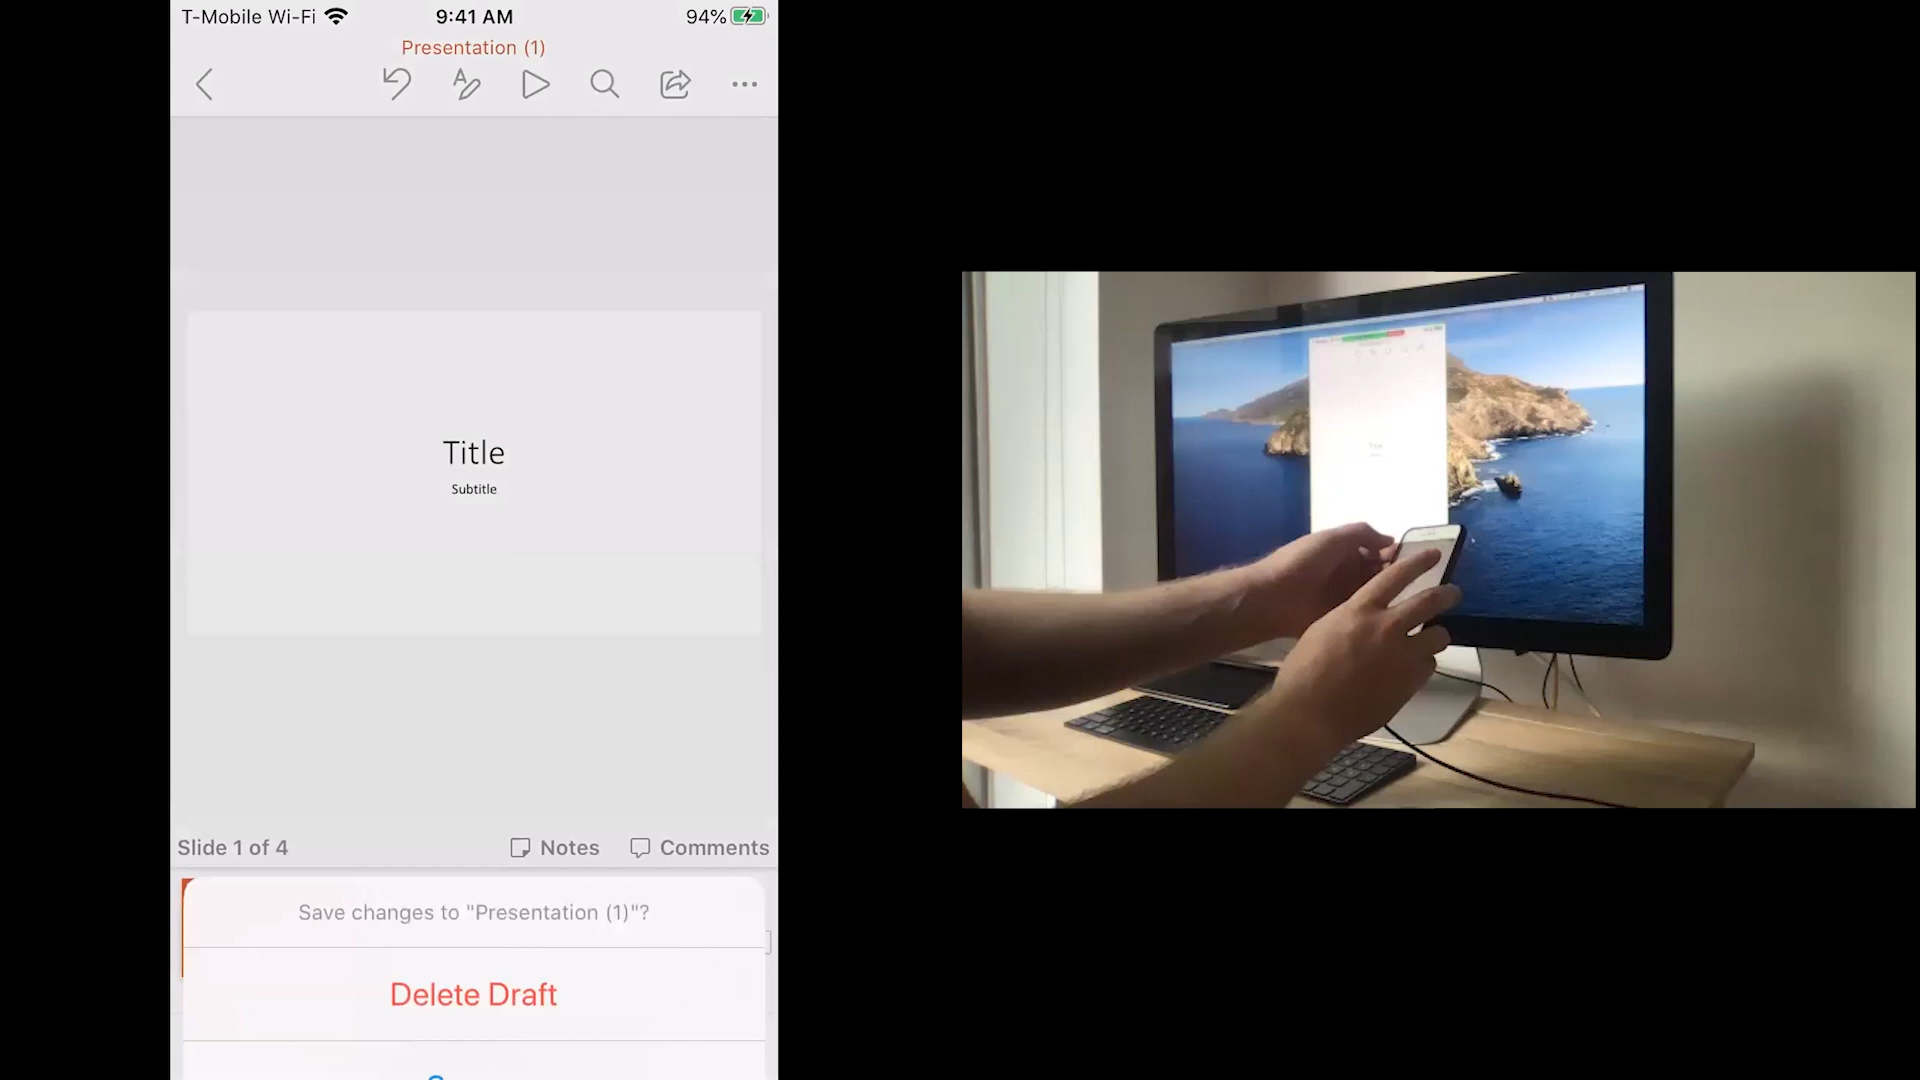 T-Mobile Wi-Fi 9:41 AM 94%
Presentation (1)
Title
Subtitle
Slide 1 of 4 Notes Comments
Save changes to "Presentation (1)"?
Delete Draft